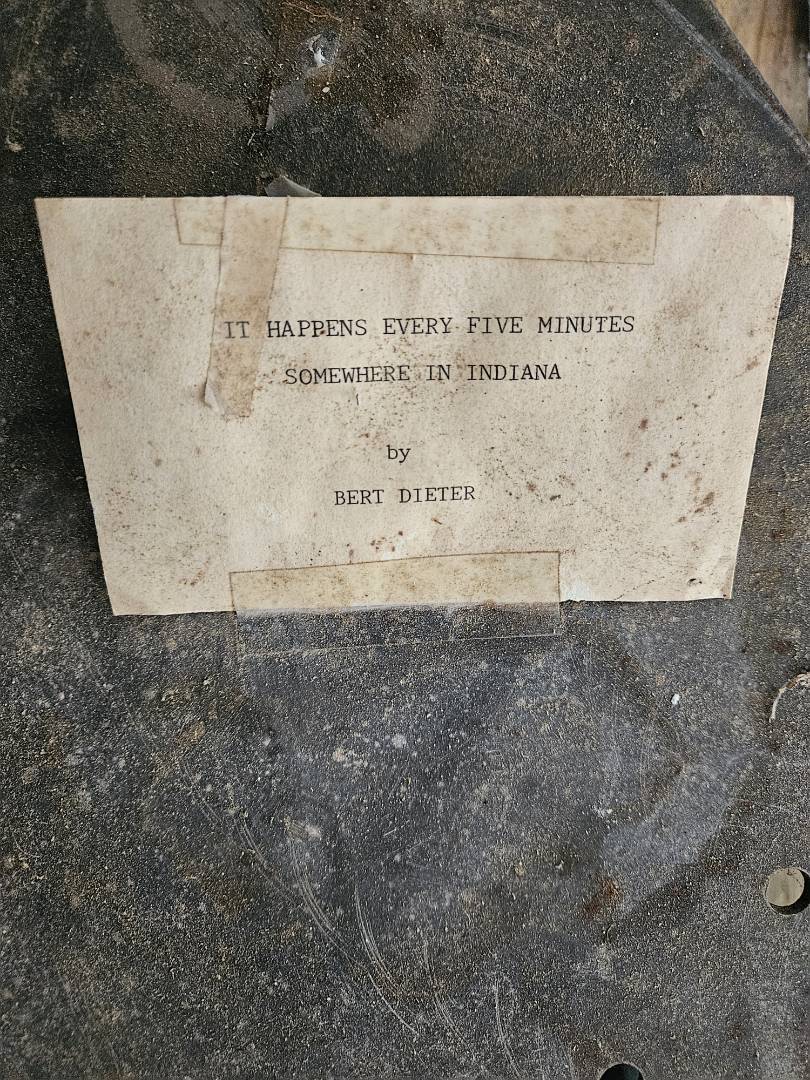 IT HAPPENS EVERY FIVE MINUTES
SOMEWHERE IN INDIANA
by
BERT DIETER